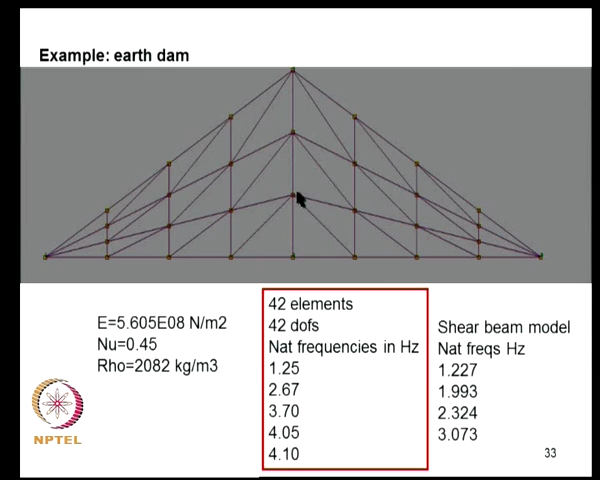 Example: earth dam
E=5.605E08 N/m2
Nu=0.45
Rho=2082 kg/m3
42 elements
42 dofs
Nat frequencies in Hz
1.25
2.67
3.70
4.05
4.10
Shear beam model
Nat freqs Hz
1.227
1.993
2.324
3.073
NPTEL
33